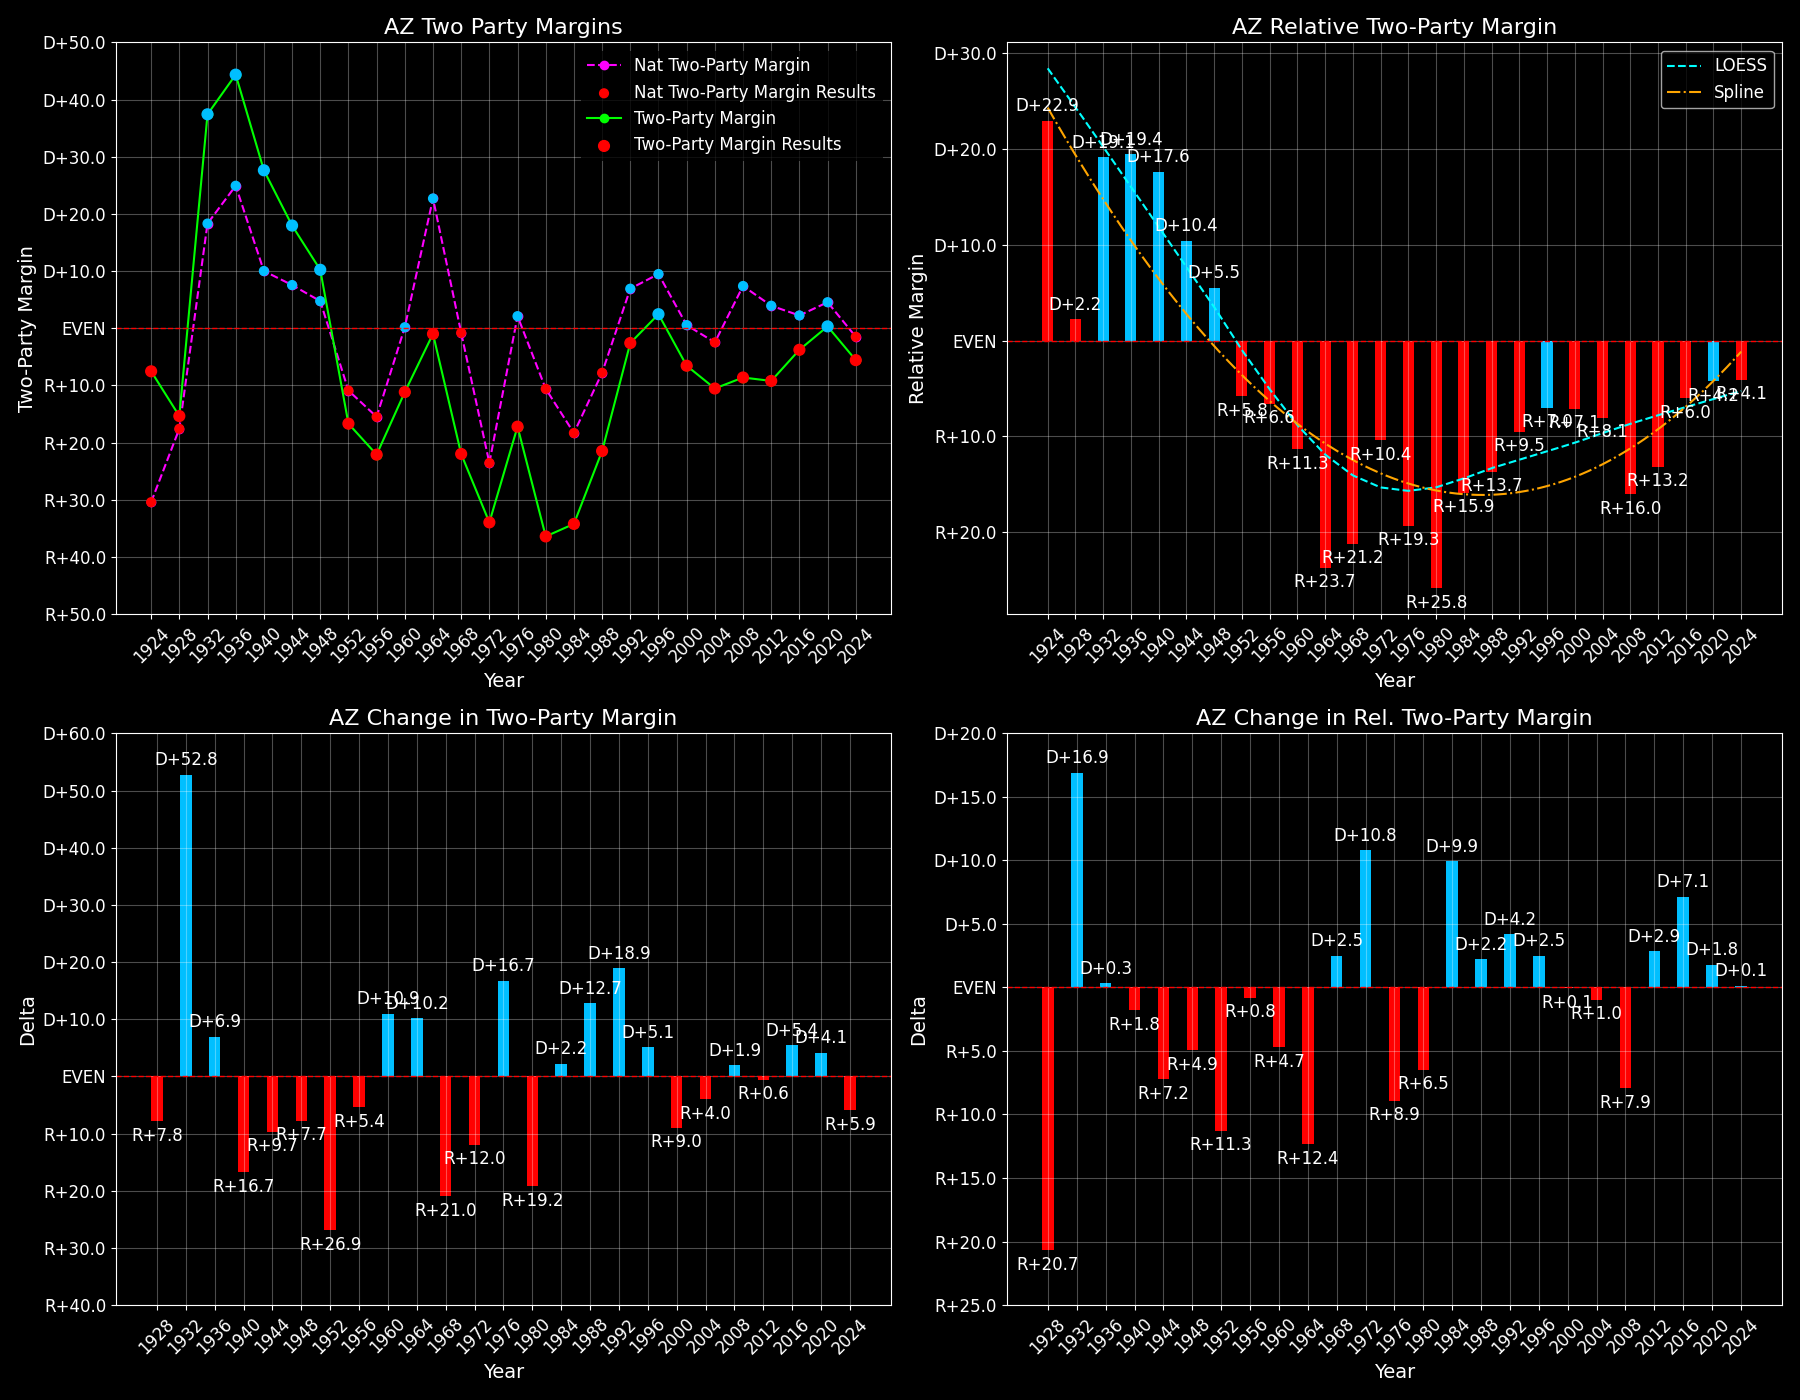 AZ Two Party Margins
D+50.0
D+40.0
D+30.0
D+20.0
D+10.0
EVEN
R+10.0
R+20.0
R+30.0
R+40.0
R+50.0
Two-Party Margin
Nat Two-Party Margin
Nat Two-Party Margin Results
Two-Party Margin
Two-Party Margin Results
1924 1928 1932 1936 1940 1944 1948 1952 1956 1960 1964 1968 1972 1976 1980 1984 1988 1992 1996 2000 2004 2008 2012 2016 2020 2024
Year
AZ Relative Two-Party Margin
D+30.0
D+20.0
D+10.0
EVEN
R+10.0
R+20.0
Relative Margin
LOESS
Spline
D+22.9
D+2.2
D+19.1
D+19.4
D+17.6
D+10.4
D+5.5
R+5.8
R+6.6
R+11.3
R+23.7
R+21.2
R+10.4
R+19.3
R+25.8
R+15.9
R+13.7
R+9.5
R+7.0
R+7.1
R+8.1
R+16.0
R+13.2
R+6.0
R+4.2
R+4.1
1924 1928 1932 1936 1940 1944 1948 1952 1956 1960 1964 1968 1972 1976 1980 1984 1988 1992 1996 2000 2004 2008 2012 2016 2020 2024
Year
AZ Change in Two-Party Margin
D+60.0
D+50.0
D+40.0
D+30.0
D+20.0
D+10.0
EVEN
R+10.0
R+20.0
R+30.0
R+40.0
Delta
R+7.8
D+52.8
D+6.9
R+16.7
R+9.7
R+7.7
R+26.9
R+5.4
D+10.9
D+10.2
R+21.0
R+12.0
D+16.7
R+19.2
D+2.2
D+12.7
D+18.9
D+5.1
R+9.0
R+4.0
D+1.9
R+0.6
D+5.4
D+4.1
R+5.9
1928 1932 1936 1940 1944 1948 1952 1956 1960 1964 1968 1972 1976 1980 1984 1988 1992 1996 2000 2004 2008 2012 2016 2020 2024
Year
AZ Change in Rel. Two-Party Margin
D+20.0
D+15.0
D+10.0
D+5.0
EVEN
R+5.0
R+10.0
R+15.0
R+20.0
R+25.0
Delta
R+20.7
D+16.9
D+0.3
R+1.8
R+7.2
R+4.9
R+11.3
R+0.8
R+4.7
R+12.4
D+2.5
D+10.8
R+8.9
R+6.5
D+9.9
D+2.2
D+4.2
D+2.5
R+0.1
R+1.0
R+7.9
D+2.9
D+7.1
D+1.8
D+0.1
1928 1932 1936 1940 1944 1948 1952 1956 1960 1964 1968 1972 1976 1980 1984 1988 1992 1996 2000 2004 2008 2012 2016 2020 2024
Year